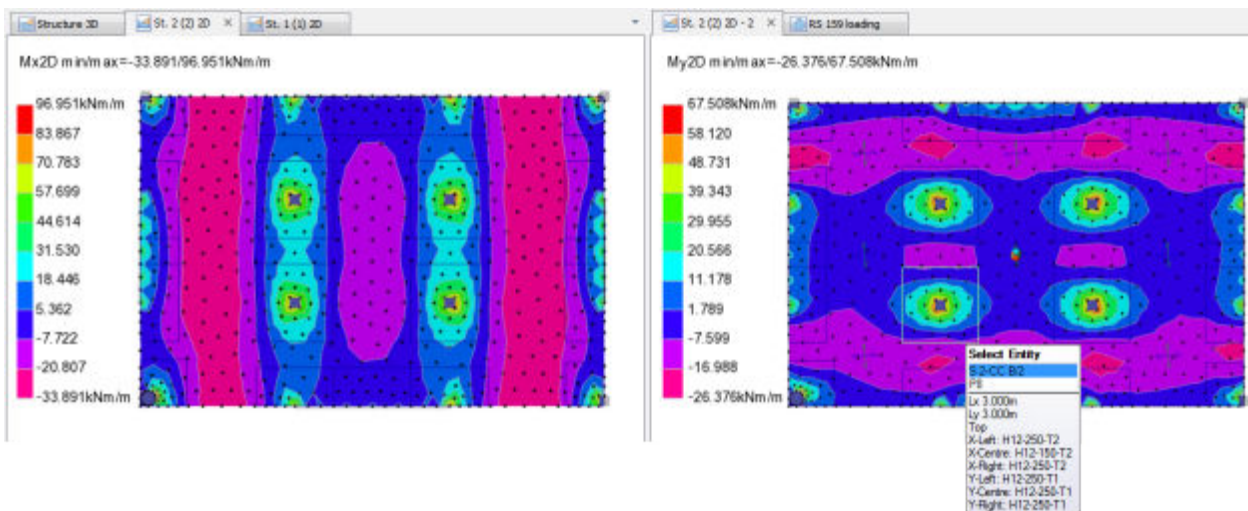 Structure 3D
St. 2 (2) 2D
St. 1 (1) 2D
Mx2D min/max=-33.891/96.951kNm/m
96.951kNm/m
83.867
70.783
57.699
44.614
31.530
18.446
5.362
-7.722
-20.807
-33.891kNm/m
St. 2 (2) 2D - 2
RS 159 loading
My2D min/max=-26.376/67.508kNm/m
67.508kNm/m
58.120
48.731
39.343
29.955
20.566
11.178
1.789
-7.599
-16.988
-26.376kNm/m
Select Entity
S 2-CC B/2
Lx 3.000m
Ly 3.000m
Top
X-Left: H12-250-T2
X-Centre: H12-150-T2
X-Right: H12-250-T2
Y-Left: H12-250-T1
Y-Centre: H12-250-T1
Y-Right: H12-250-T1